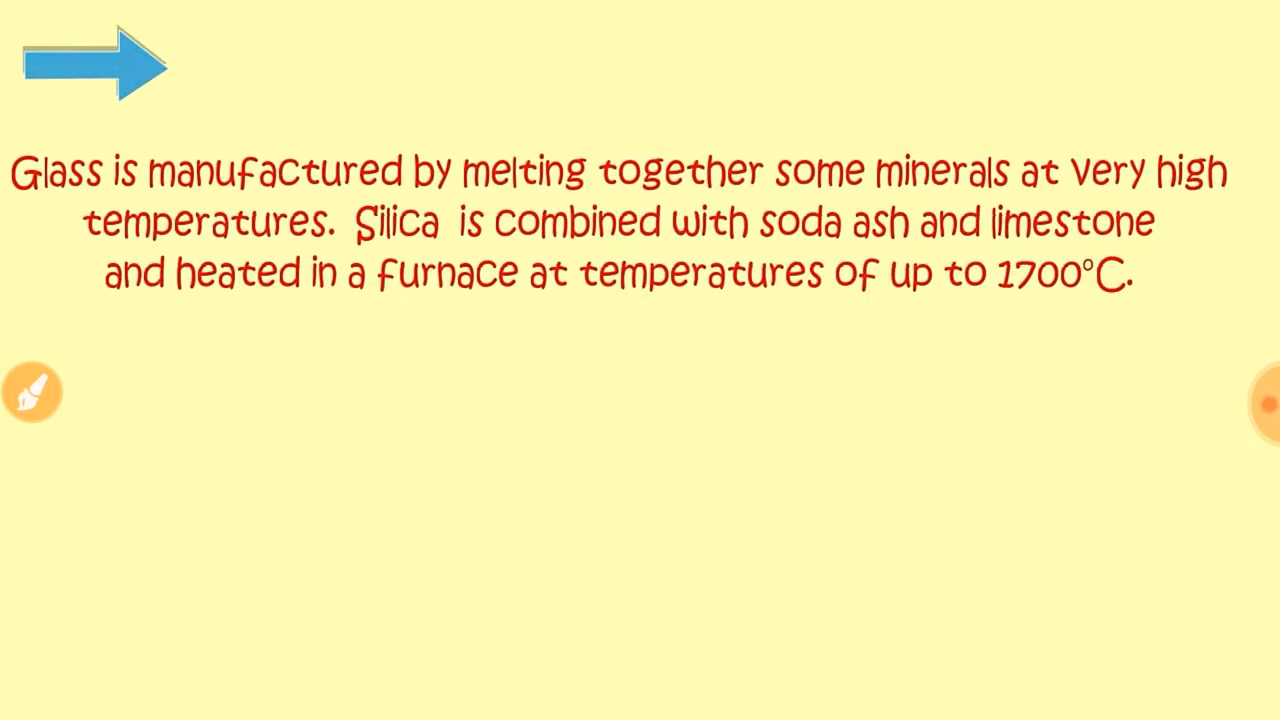 Glass is manufactured by melting together some minerals at very high
temperatures. Silica is combined with soda ash and limestone
and heated in a furnace at temperatures of up to 1700°C.